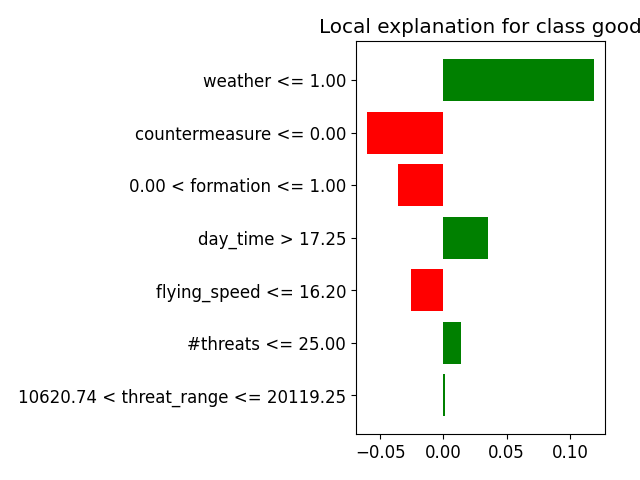 Local explanation for class good
weather <= 1.00
countermeasure <= 0.00
0.00 < formation <= 1.00
day_time > 17.25
flying_speed <= 16.20
#threats <= 25.00
10620.74 < threat_range <= 20119.25
−0.05 0.00 0.05 0.10